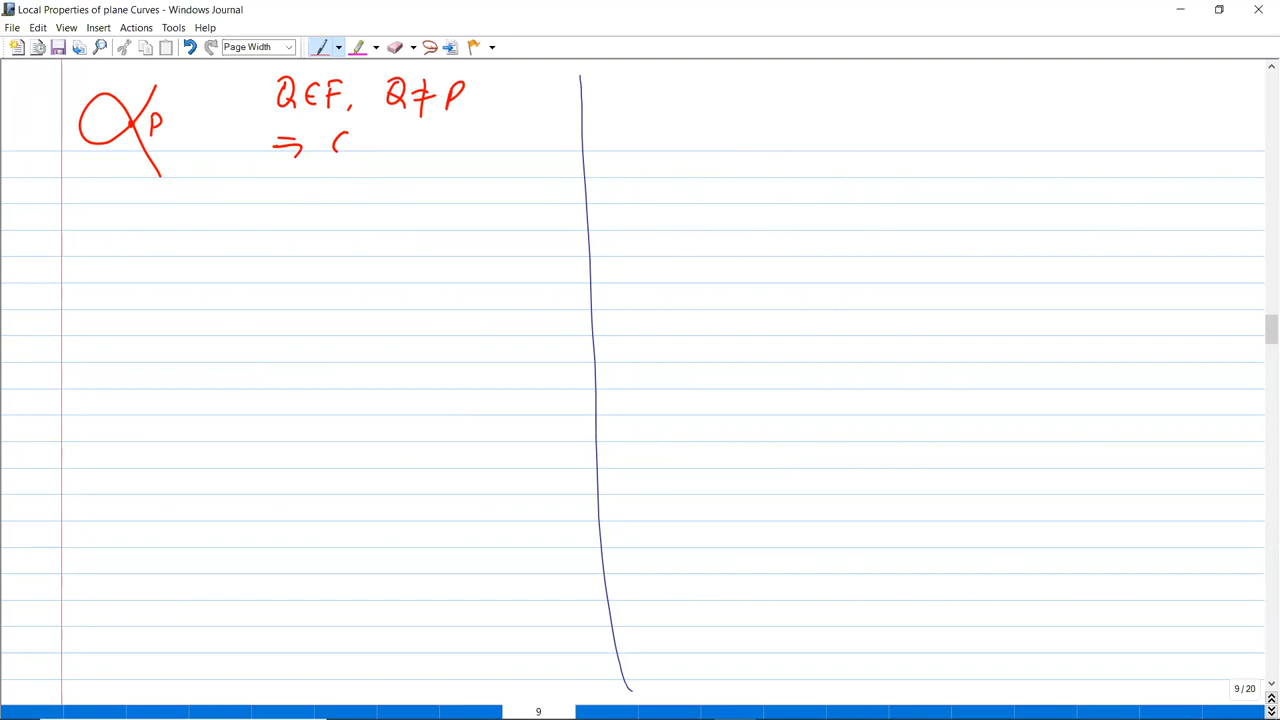 Local Properties of plane Curves - Windows Journal
File Edit View Insert Actions Tools Help
Page Width
P
Q ∈ F, Q ≠ P
⇒ (
9 / 20
9